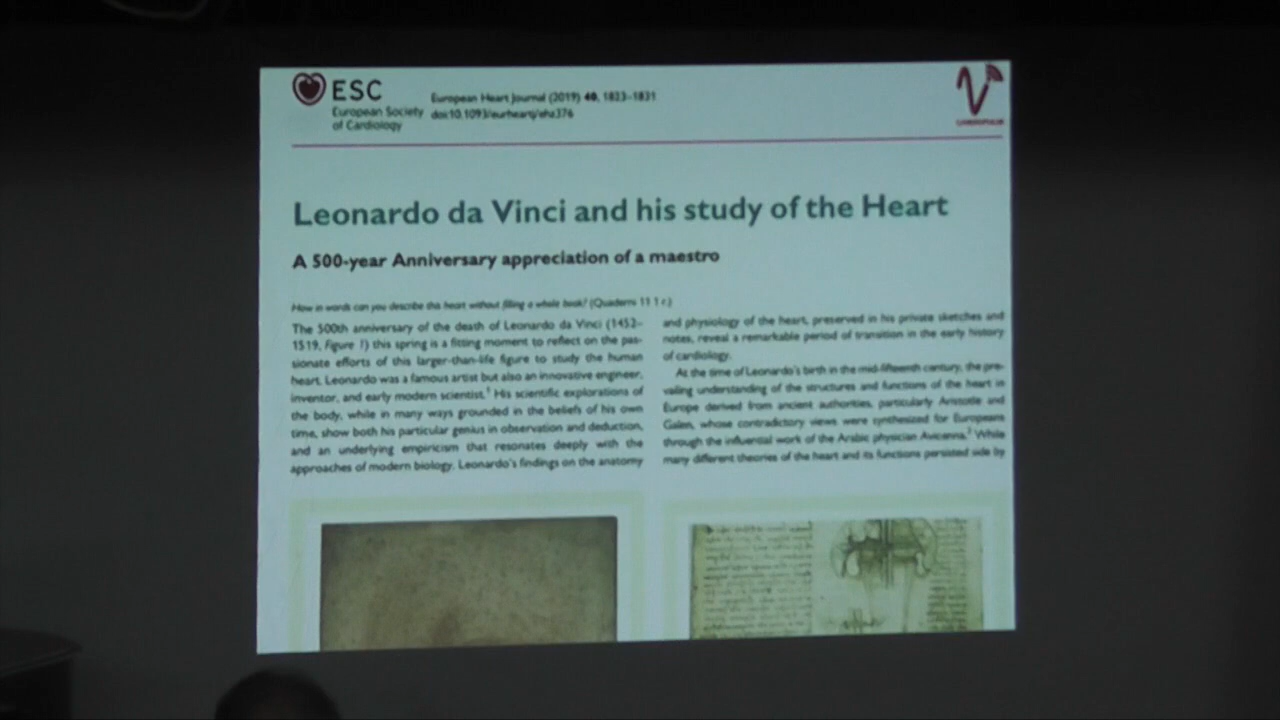 ESC
European Society
of Cardiology
European Heart Journal (2019) 40, 1823–1831
doi:10.1093/eurheartj/ehz376
CARDIOPULSE
Leonardo da Vinci and his study of the Heart
A 500-year Anniversary appreciation of a maestro
How in words can you describe this heart without filling a whole book? (Quaderni 11 1 r.)
The 500th anniversary of the death of Leonardo da Vinci (1452–
1519, Figure 1) this spring is a fitting moment to reflect on the pas-
sionate efforts of this larger-than-life figure to study the human
heart. Leonardo was a famous artist but also an innovative engineer,
inventor, and early modern scientist.1 His scientific explorations of
the body, while in many ways grounded in the beliefs of his own
time, show both his particular genius in observation and deduction,
and an underlying empiricism that resonates deeply with the
approaches of modern biology. Leonardo's findings on the anatomy
and physiology of the heart, preserved in his private sketches and
notes, reveal a remarkable period of transition in the early history
of cardiology.
At the time of Leonardo's birth in the mid-fifteenth century, the pre-
vailing understanding of the structures and functions of the heart in
Europe derived from ancient authorities, particularly Aristotle and
Galen, whose contradictory views were synthesized for Europeans
through the influential work of the Arabic physician Avicenna.2 While
many different theories of the heart and its functions persisted side by